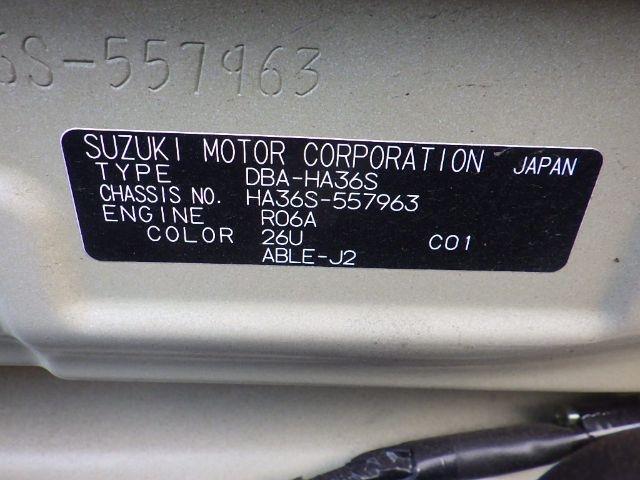 6S-557963
SUZUKI MOTOR CORPORATION JAPAN
TYPE DBA-HA36S
CHASSIS NO. HA36S-557963
ENGINE R06A
COLOR 26U C01
ABLE-J2